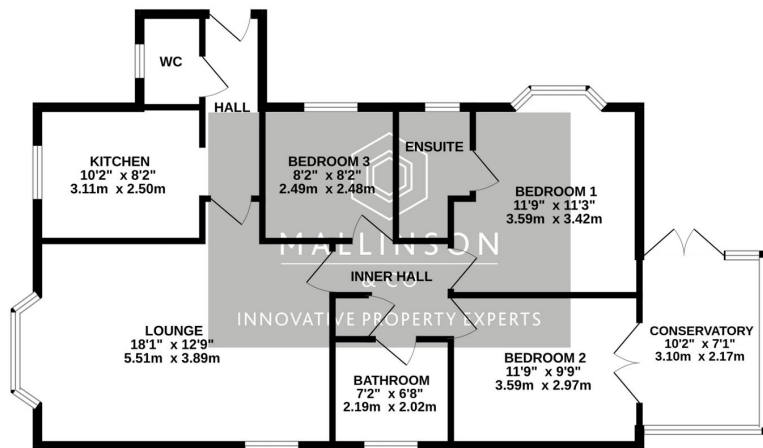 WC
HALL
KITCHEN
10'2" x 8'2"
3.11m x 2.50m
BEDROOM 3
8'2" x 8'2"
2.49m x 2.48m
ENSUITE
BEDROOM 1
11'9" x 11'3"
3.59m x 3.42m
MALLINSON
& CO
INNOVATIVE PROPERTY EXPERTS
INNER HALL
LOUNGE
18'1" x 12'9"
5.51m x 3.89m
BATHROOM
7'2" x 6'8"
2.19m x 2.02m
BEDROOM 2
11'9" x 9'9"
3.59m x 2.97m
CONSERVATORY
10'2" x 7'1"
3.10m x 2.17m